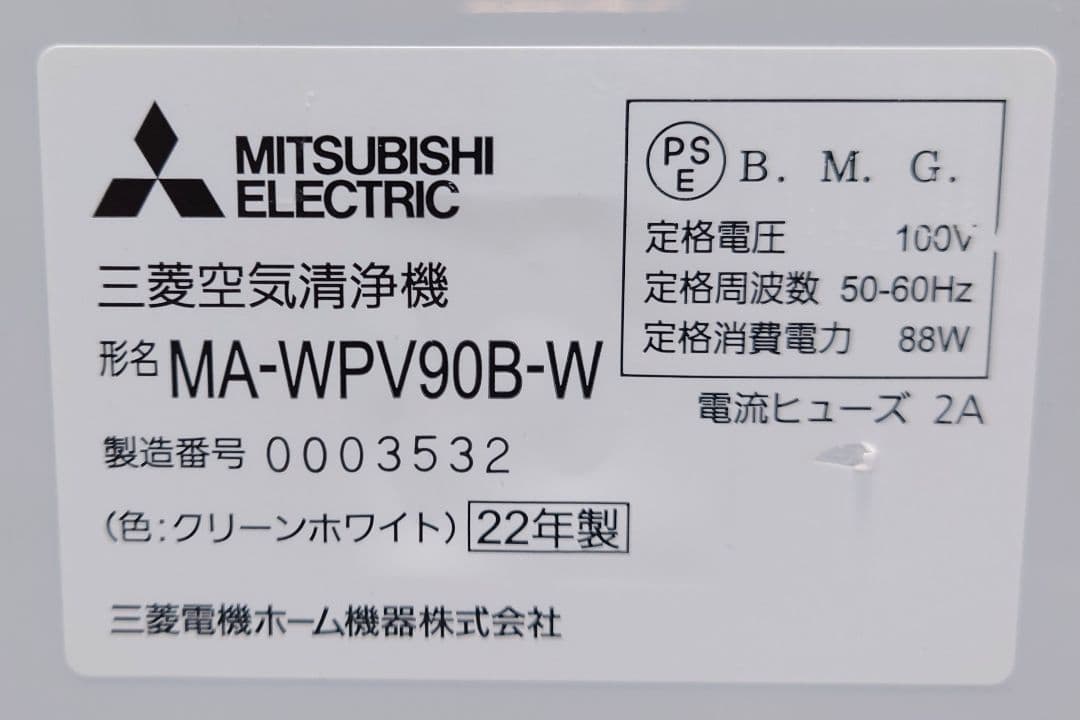 MITSUBISHI
ELECTRIC
三菱空気清浄機
形名 MA-WPV90B-W
製造番号 0003532
(色:クリーンホワイト) 22年製
三菱電機ホーム機器株式会社
PSE B. M. G.
定格電圧 100V
定格周波数 50-60Hz
定格消費電力 88W
電流ヒューズ 2A